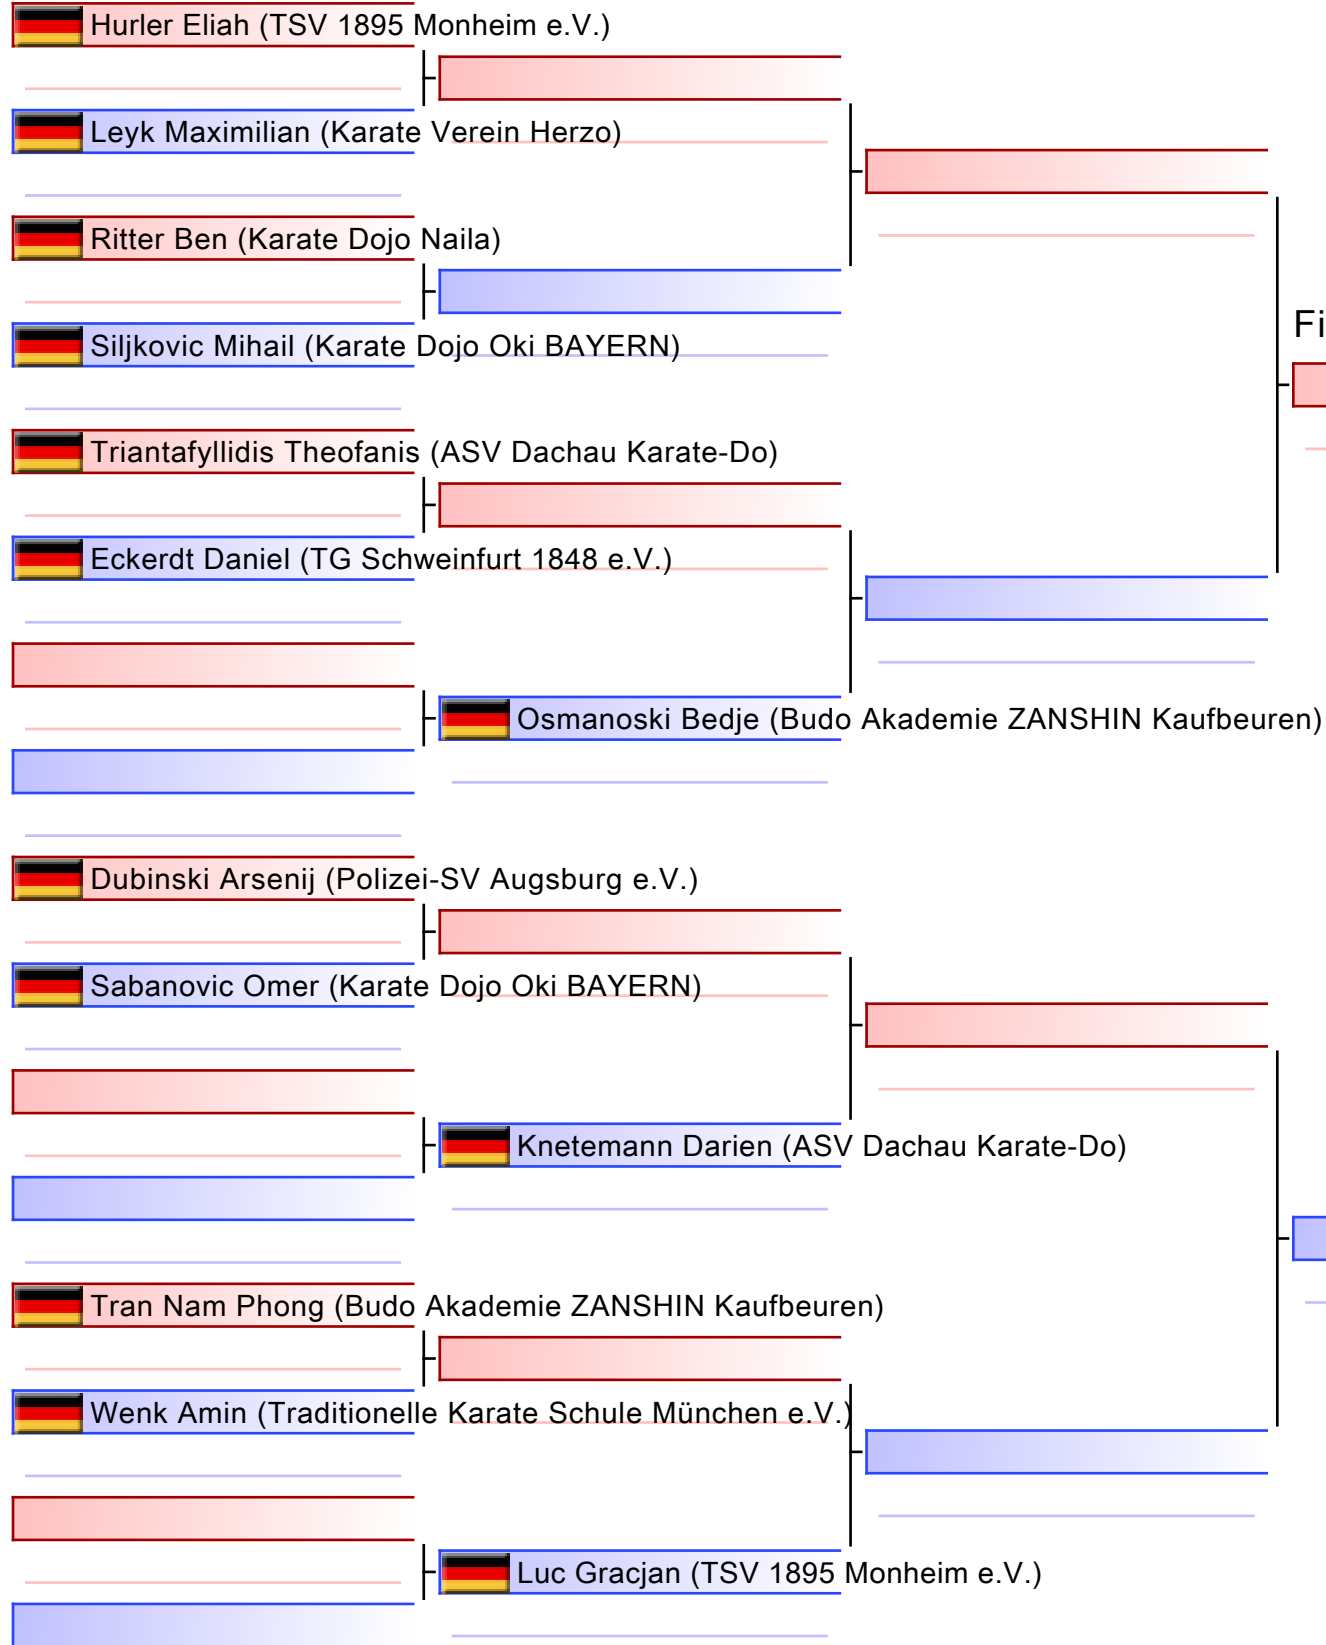 Hurler Eliah (TSV 1895 Monheim e.V.)
Leyk Maximilian (Karate Verein Herzo)
Ritter Ben (Karate Dojo Naila)
Siljkovic Mihail (Karate Dojo Oki BAYERN)
Fi
Triantafyllidis Theofanis (ASV Dachau Karate-Do)
Eckerdt Daniel (TG Schweinfurt 1848 e.V.)
Osmanoski Bedje (Budo Akademie ZANSHIN Kaufbeuren)
Dubinski Arsenij (Polizei-SV Augsburg e.V.)
Sabanovic Omer (Karate Dojo Oki BAYERN)
Knetemann Darien (ASV Dachau Karate-Do)
Tran Nam Phong (Budo Akademie ZANSHIN Kaufbeuren)
Wenk Amin (Traditionelle Karate Schule München e.V.)
Luc Gracjan (TSV 1895 Monheim e.V.)